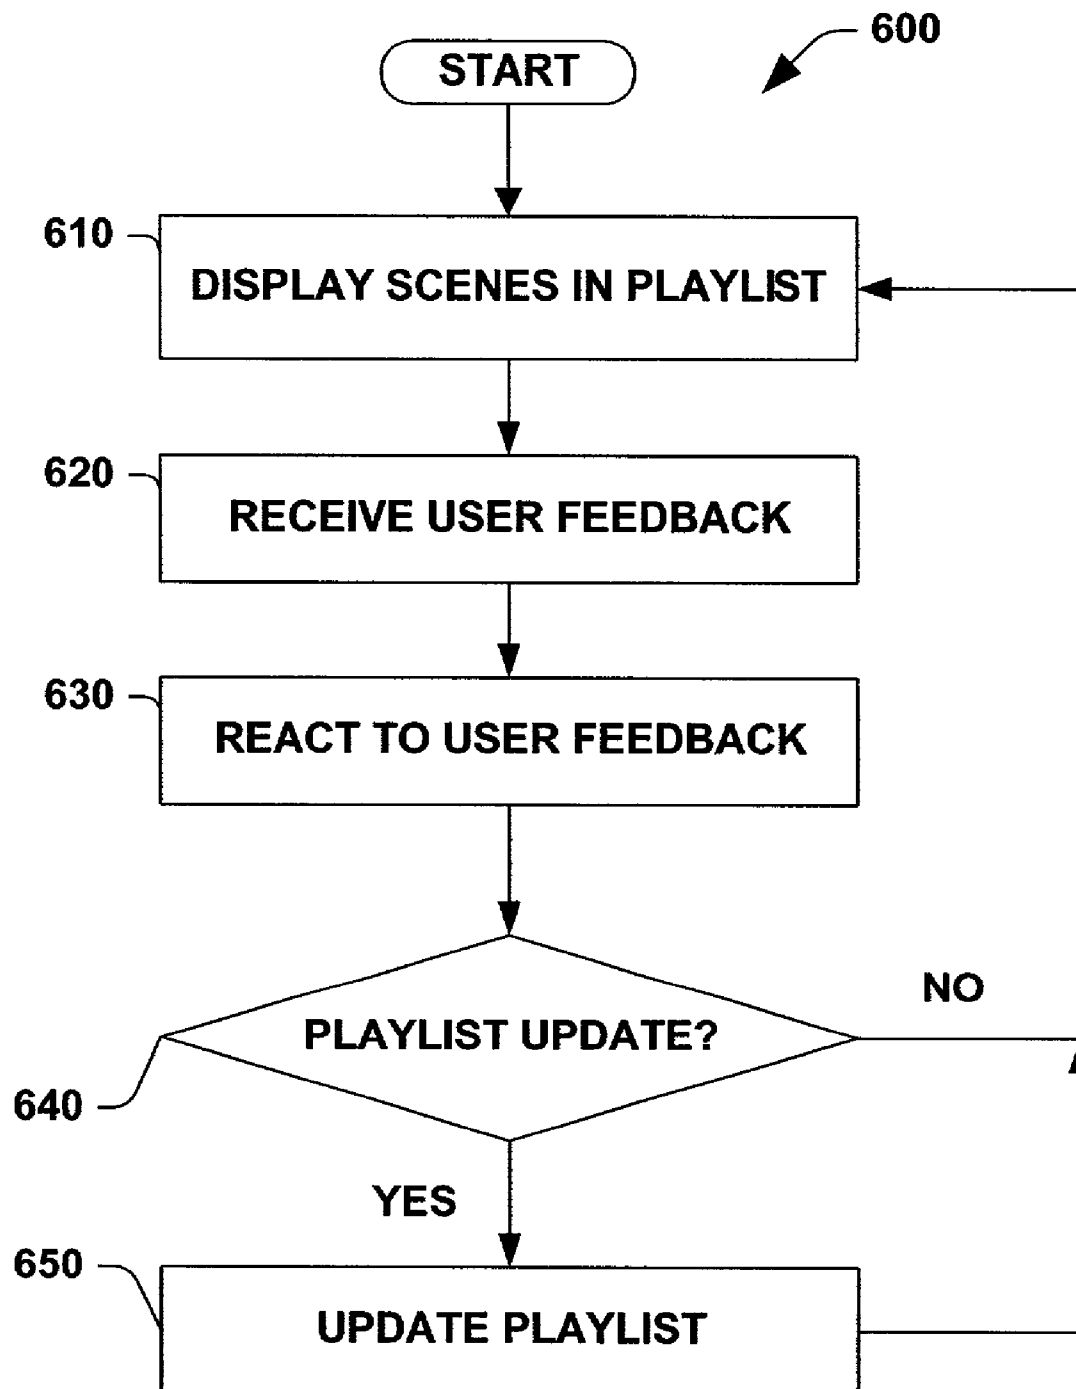 600
START
610
DISPLAY SCENES IN PLAYLIST
620
RECEIVE USER FEEDBACK
630
REACT TO USER FEEDBACK
NO
PLAYLIST UPDATE?
640
YES
650
UPDATE PLAYLIST